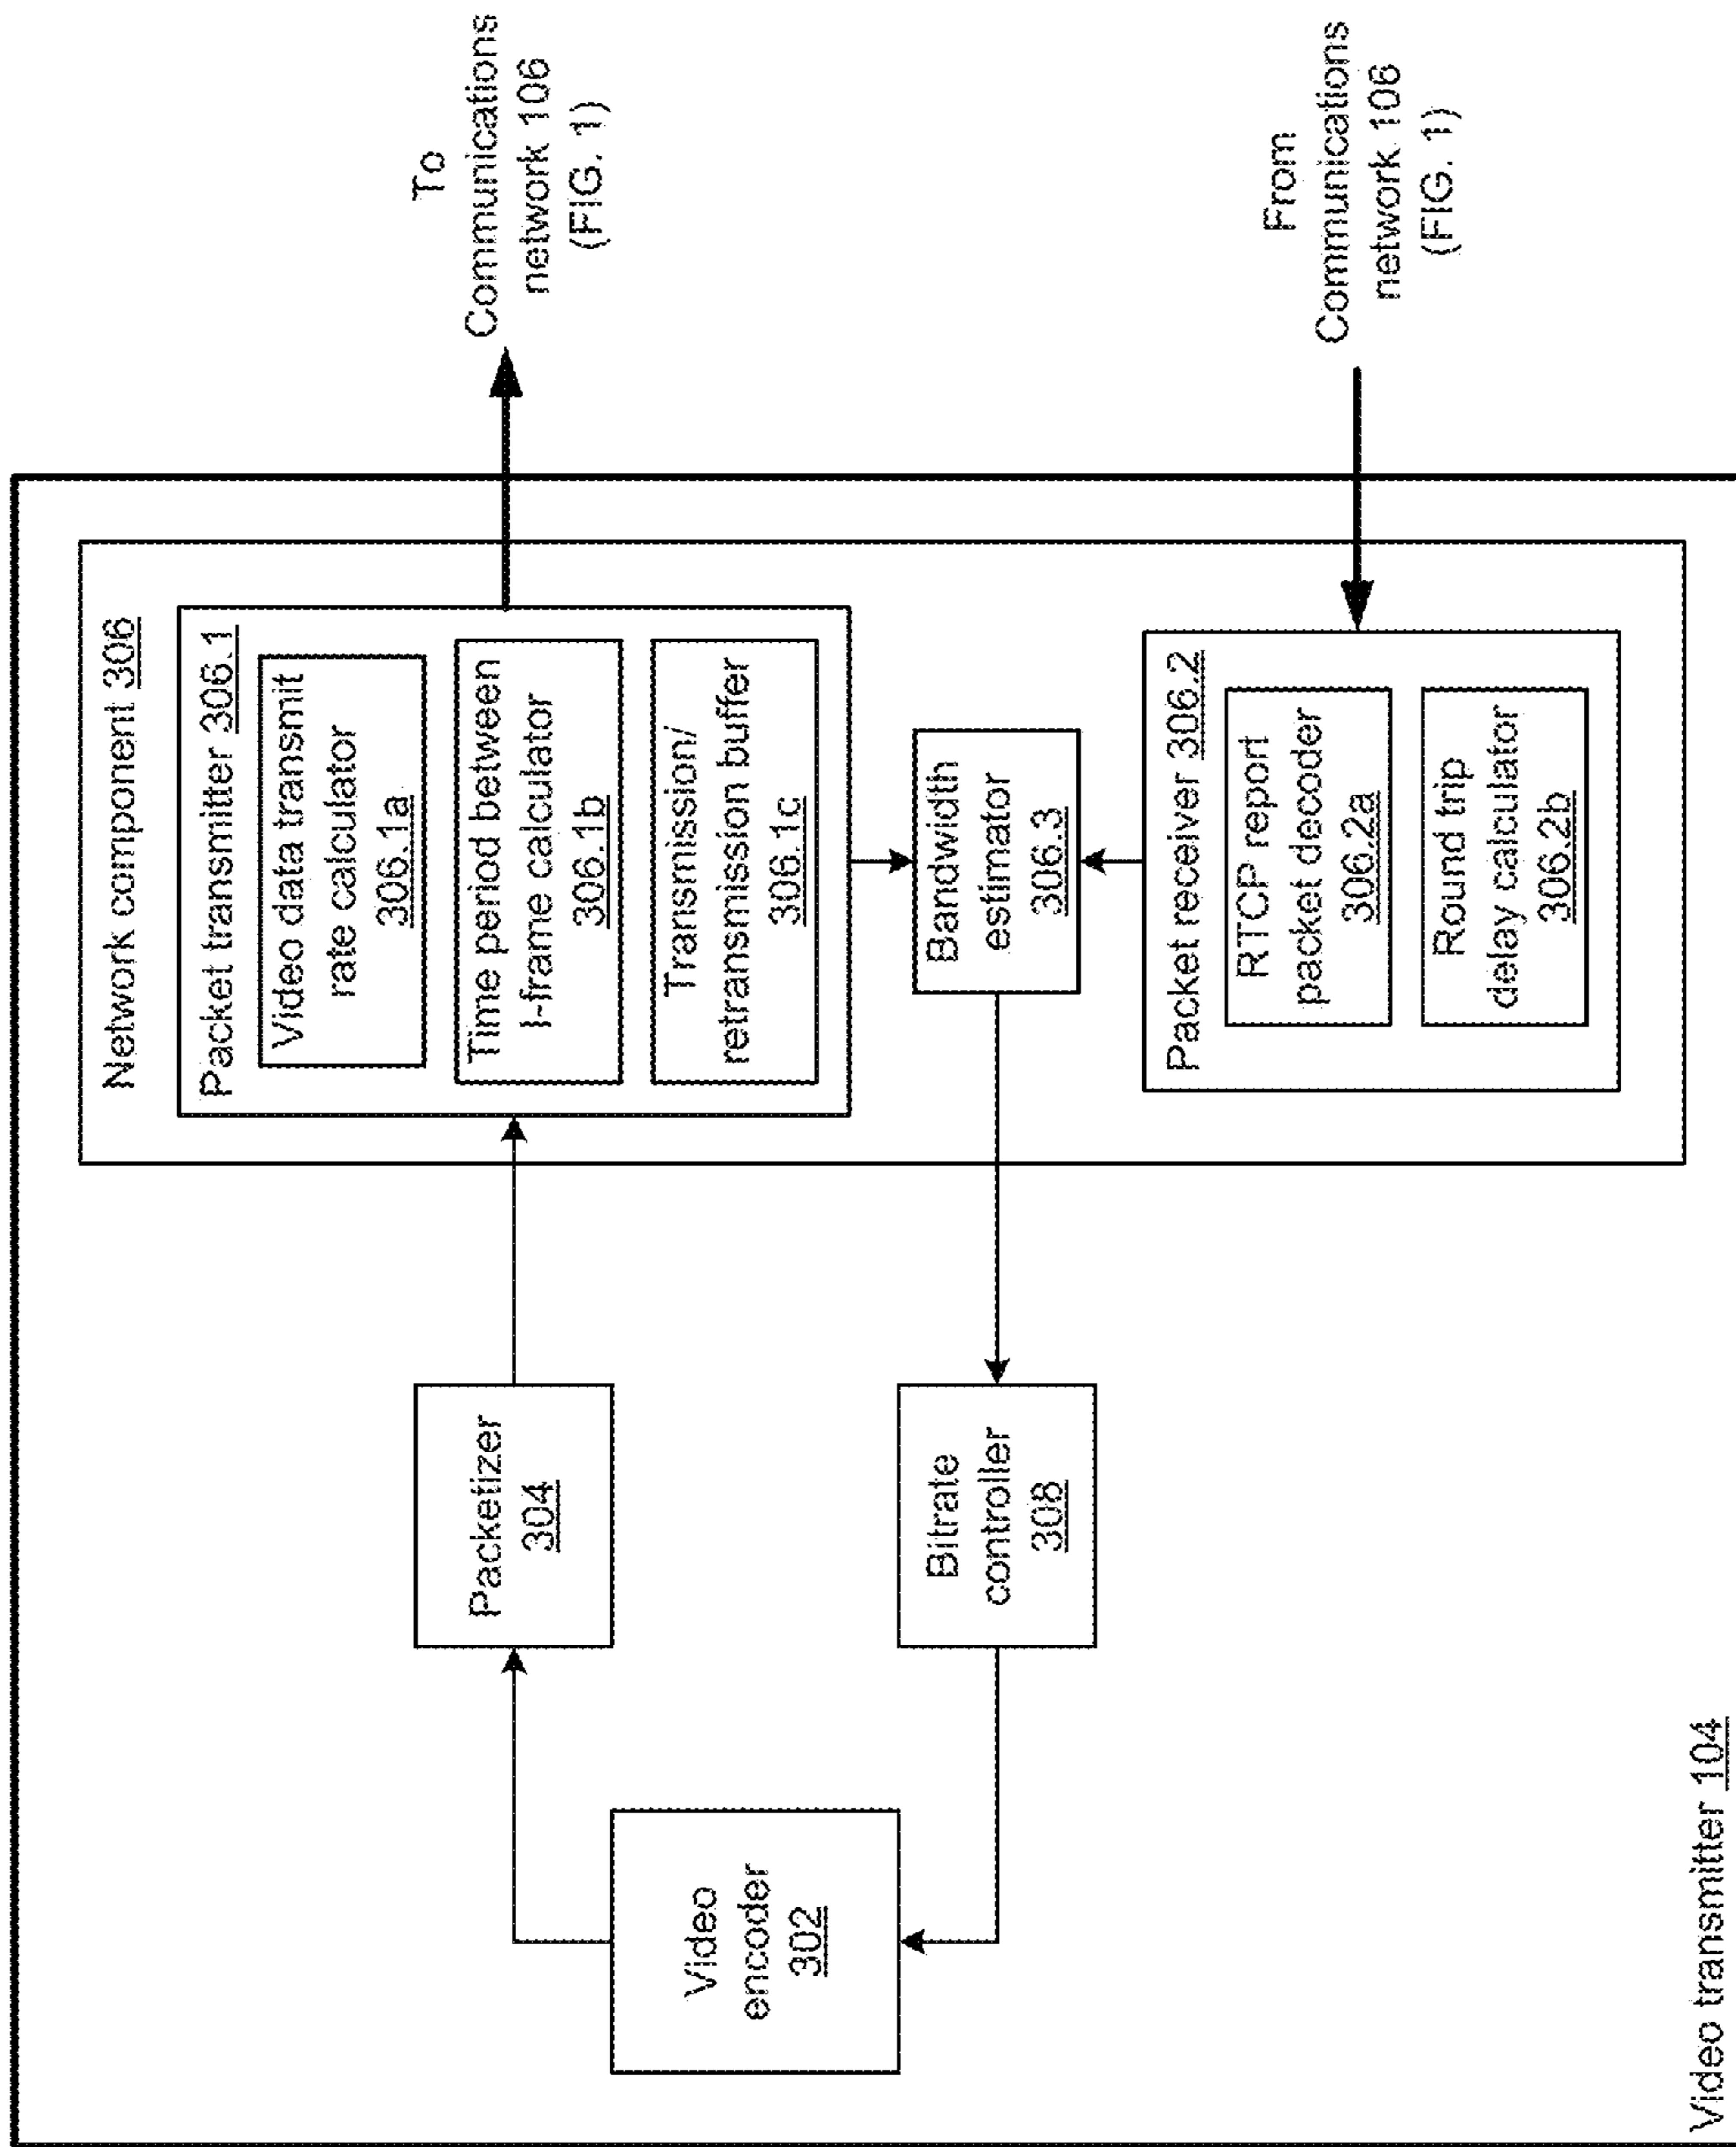 Network component 306
Packet transmitter 306.1
Video data transmit
rate calculator
306.1a
Time period between
I-frame calculator
306.1b
Transmission/
retransmission buffer
306.1c
To
Communications
network 106
(FIG. 1)
Packetizer
304
Video
encoder
302
Bandwidth
estimator
306.3
Bitrate
controller
308
Packet receiver 306.2
RTCP report
packet decoder
306.2a
Round trip
delay calculator
306.2b
From
Communications
network 106
(FIG. 1)
Video transmitter 104